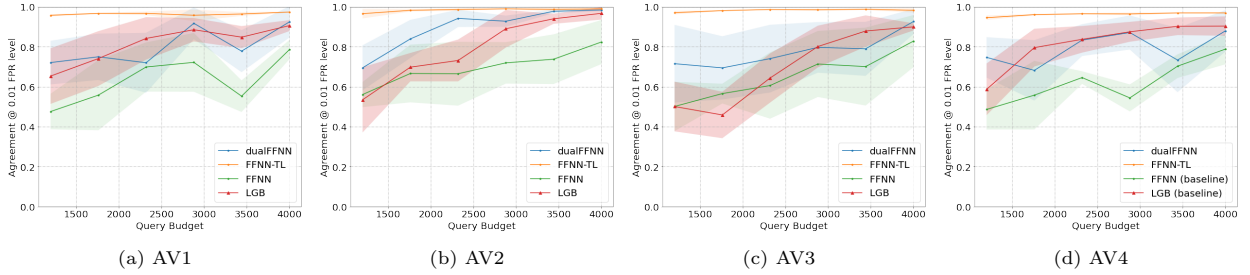 Agreement @ 0.01 FPR level
1.0
0.8
0.6
0.4
0.2
0.0
1500 2000 2500 3000 3500 4000
Query Budget
dualFFNN
FFNN-TL
FFNN
LGB
(a) AV1
Agreement @ 0.01 FPR level
1.0
0.8
0.6
0.4
0.2
0.0
1500 2000 2500 3000 3500 4000
Query Budget
dualFFNN
FFNN-TL
FFNN
LGB
(b) AV2
Agreement @ 0.01 FPR level
1.0
0.8
0.6
0.4
0.2
0.0
1500 2000 2500 3000 3500 4000
Query Budget
dualFFNN
FFNN-TL
FFNN
LGB
(c) AV3
Agreement @ 0.01 FPR level
1.0
0.8
0.6
0.4
0.2
0.0
1500 2000 2500 3000 3500 4000
Query Budget
dualFFNN
FFNN-TL
FFNN (baseline)
LGB (baseline)
(d) AV4